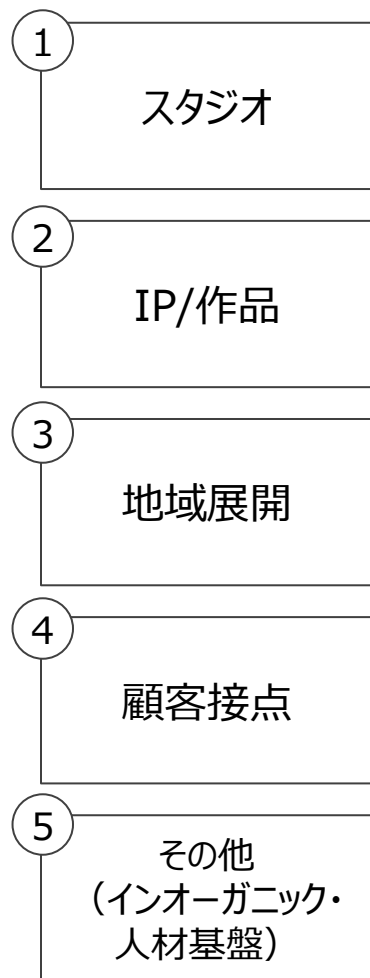 1
スタジオ
2
IP/作品
3
地域展開
4
顧客接点
5
その他
（インオーガニック・
人材基盤）